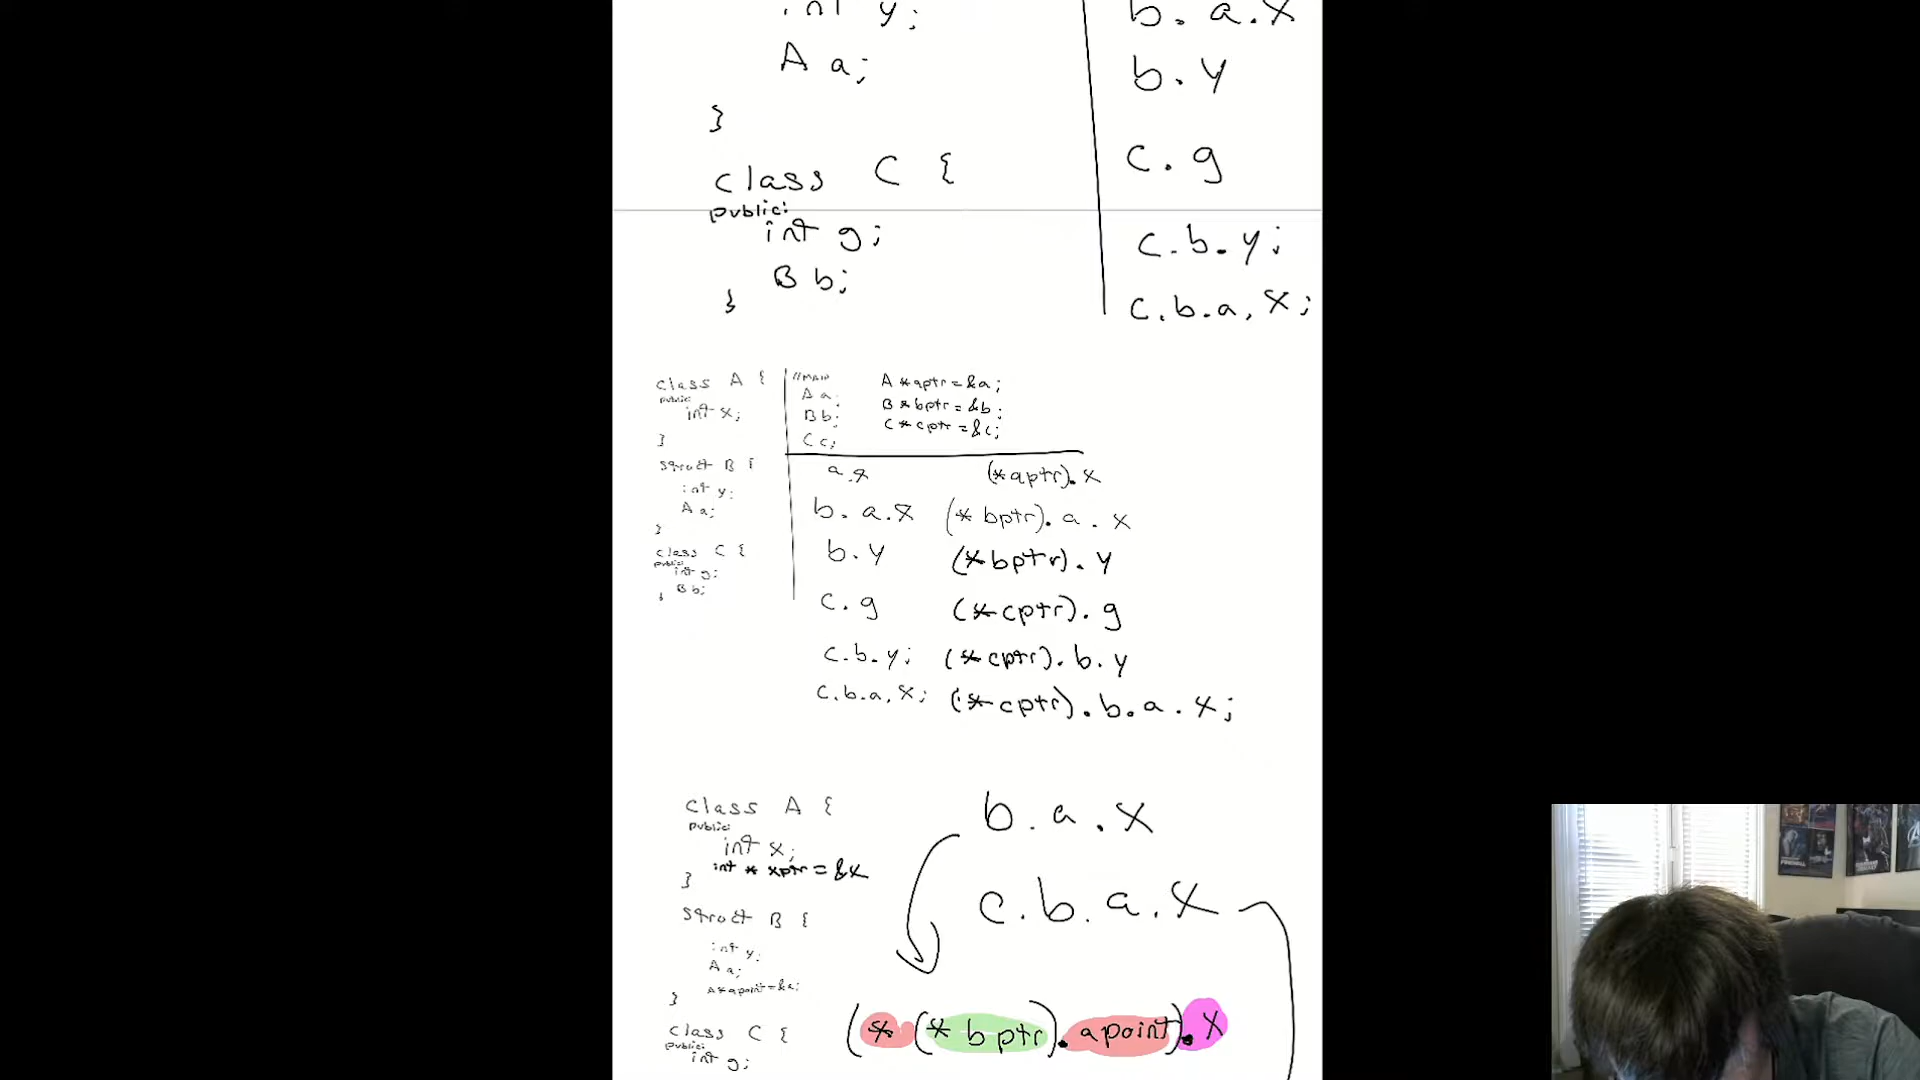 int y;
A a;
}
class C {
public:
int g;
B b;
}
b. a.x
b.y
c.g
c.b.y;
c.b.a.x;
class A {
public:
int x;
}
struct B {
int y;
A a;
}
class C {
public:
int g;
B b;
}
//MAIN
A a;
B b;
C c;
A *aptr = &a;
B *bptr = &b;
C *cptr = &c;
a.x (*aptr).x
b.a.x (*bptr).a.x
b.y (*bptr).y
c.g (*cptr).g
c.b.y; (*cptr).b.y
c.b.a.x; (*cptr).b.a.x;
class A {
public:
int x;
int * xptr = &x
}
struct B {
int y;
A a;
A*apoint=&a;
}
class C {
public:
int g;
b.a.x
c.b.a.x
(*(*bptr).apoint).x